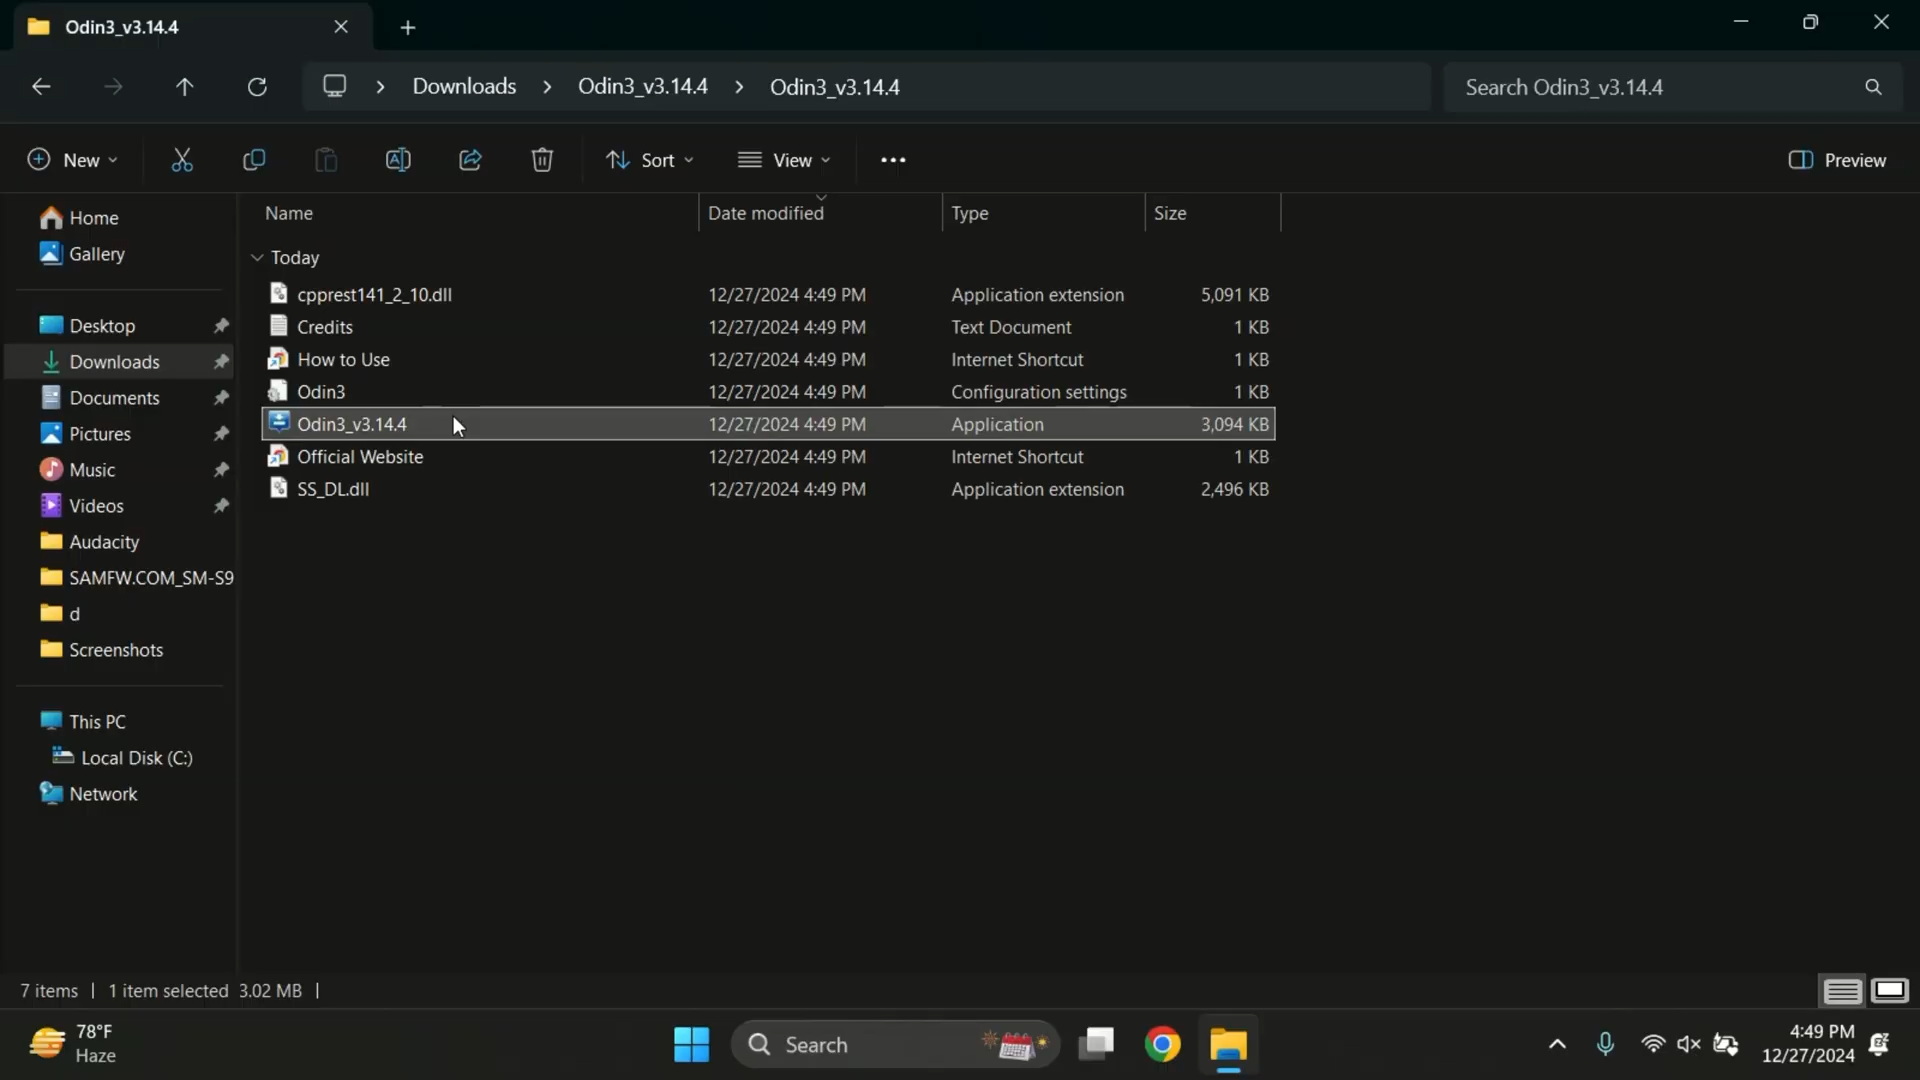 Odin3_v3.14.4
Downloads Odin3_v3.14.4 Odin3_v3.14.4 Search Odin3_v3.14.4
New Sort View Preview
Name Date modified Type Size
Home
Gallery
Desktop
Downloads
Documents
Pictures
Music
Videos
Audacity
SAMFW.COM_SM-S9
d
Screenshots
This PC
Local Disk (C:)
Network
Today
cpprest141_2_10.dll 12/27/2024 4:49 PM Application extension 5,091 KB
Credits 12/27/2024 4:49 PM Text Document 1 KB
How to Use 12/27/2024 4:49 PM Internet Shortcut 1 KB
Odin3 12/27/2024 4:49 PM Configuration settings 1 KB
Odin3_v3.14.4 12/27/2024 4:49 PM Application 3,094 KB
Official Website 12/27/2024 4:49 PM Internet Shortcut 1 KB
SS_DL.dll 12/27/2024 4:49 PM Application extension 2,496 KB
7 items 1 item selected 3.02 MB
78°F
Haze
Search
4:49 PM
12/27/2024